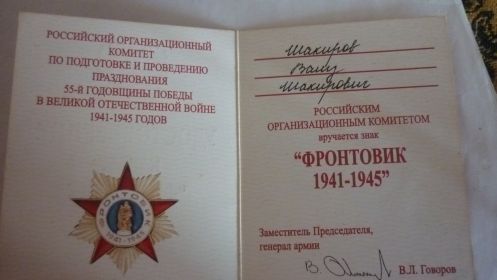 РОССИЙСКИЙ ОРГАНИЗАЦИОННЫЙ
КОМИТЕТ
ПО ПОДГОТОВКЕ И ПРОВЕДЕНИЮ
ПРАЗДНОВАНИЯ
55-Й ГОДОВЩИНЫ ПОБЕДЫ
В ВЕЛИКОЙ ОТЕЧЕСТВЕННОЙ ВОЙНЕ
1941-1945 ГОДОВ
ФРОНТОВИК
1941-1945
Шакиров
Вали
Шакирович
РОССИЙСКИМ
ОРГАНИЗАЦИОННЫМ КОМИТЕТОМ
вручается знак
"ФРОНТОВИК
1941-1945"
Заместитель Председателя,
генерал армии
В.Л. Говоров